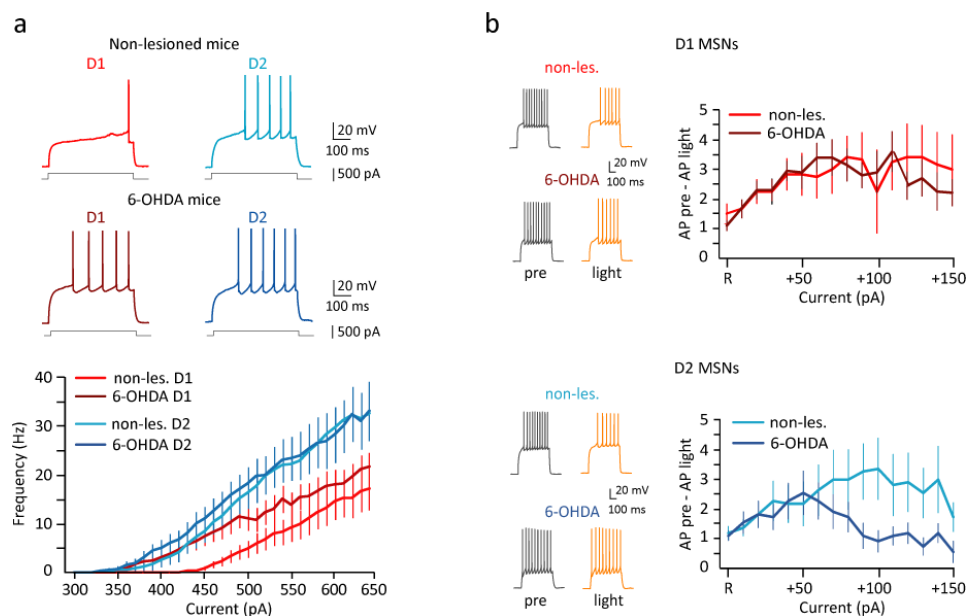 a
Non-lesioned mice
D1 D2
20 mV
100 ms
500 pA
6-OHDA mice
D1 D2
20 mV
100 ms
500 pA
non-les. D1
6-OHDA D1
non-les. D2
6-OHDA D2
Frequency (Hz)
40
30
20
10
0
300 350 400 450 500 550 600 650
Current (pA)
b
D1 MSNs
non-les.
20 mV
100 ms
6-OHDA
pre light
non-les.
6-OHDA
AP pre - AP light
5
4
3
2
1
0
R +50 +100 +150
Current (pA)
D2 MSNs
non-les.
20 mV
100 ms
6-OHDA
pre light
non-les.
6-OHDA
AP pre - AP light
5
4
3
2
1
0
R +50 +100 +150
Current (pA)